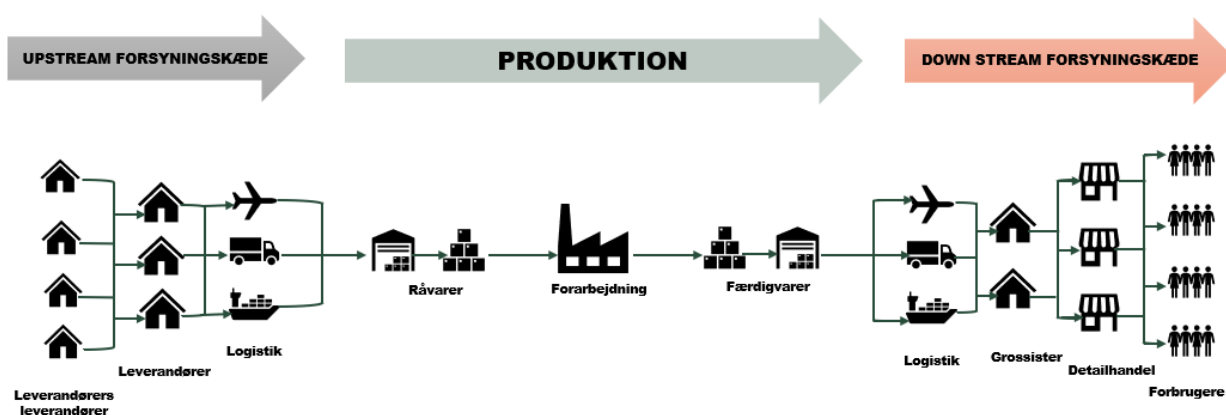 UPSTREAM FORSYNINGSKÆDE
PRODUKTION
DOWN STREAM FORSYNINGSKÆDE
Leverandørers
leverandører
Leverandører
Logistik
Råvarer
Forarbejdning
Færdigvarer
Logistik
Grossister
Detailhandel
Forbrugere